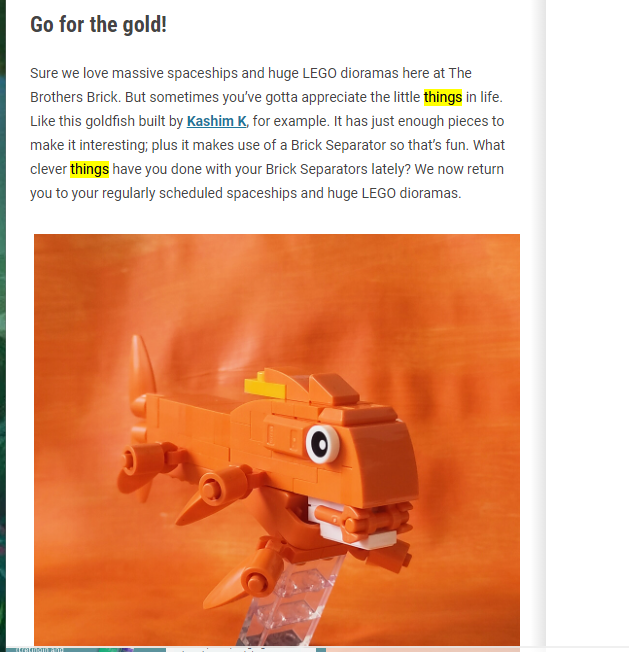 Go for the gold!
Sure we love massive spaceships and huge LEGO dioramas here at The
Brothers Brick. But sometimes you’ve gotta appreciate the little things in life.
Like this goldfish built by Kashim K, for example. It has just enough pieces to
make it interesting; plus it makes use of a Brick Separator so that’s fun. What
clever things have you done with your Brick Separators lately? We now return
you to your regularly scheduled spaceships and huge LEGO dioramas.